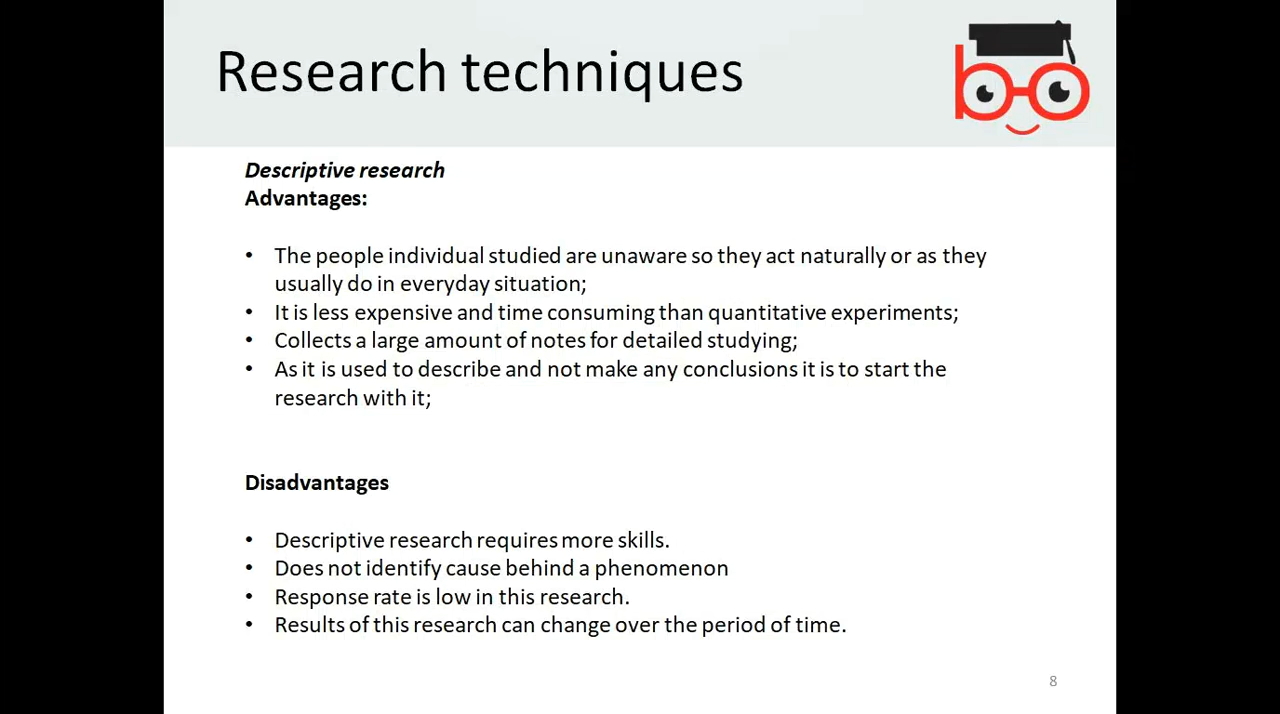 Research techniques
Descriptive research
Advantages:
• The people individual studied are unaware so they act naturally or as they
usually do in everyday situation;
• It is less expensive and time consuming than quantitative experiments;
• Collects a large amount of notes for detailed studying;
• As it is used to describe and not make any conclusions it is to start the
research with it;
Disadvantages
• Descriptive research requires more skills.
• Does not identify cause behind a phenomenon
• Response rate is low in this research.
• Results of this research can change over the period of time.
8